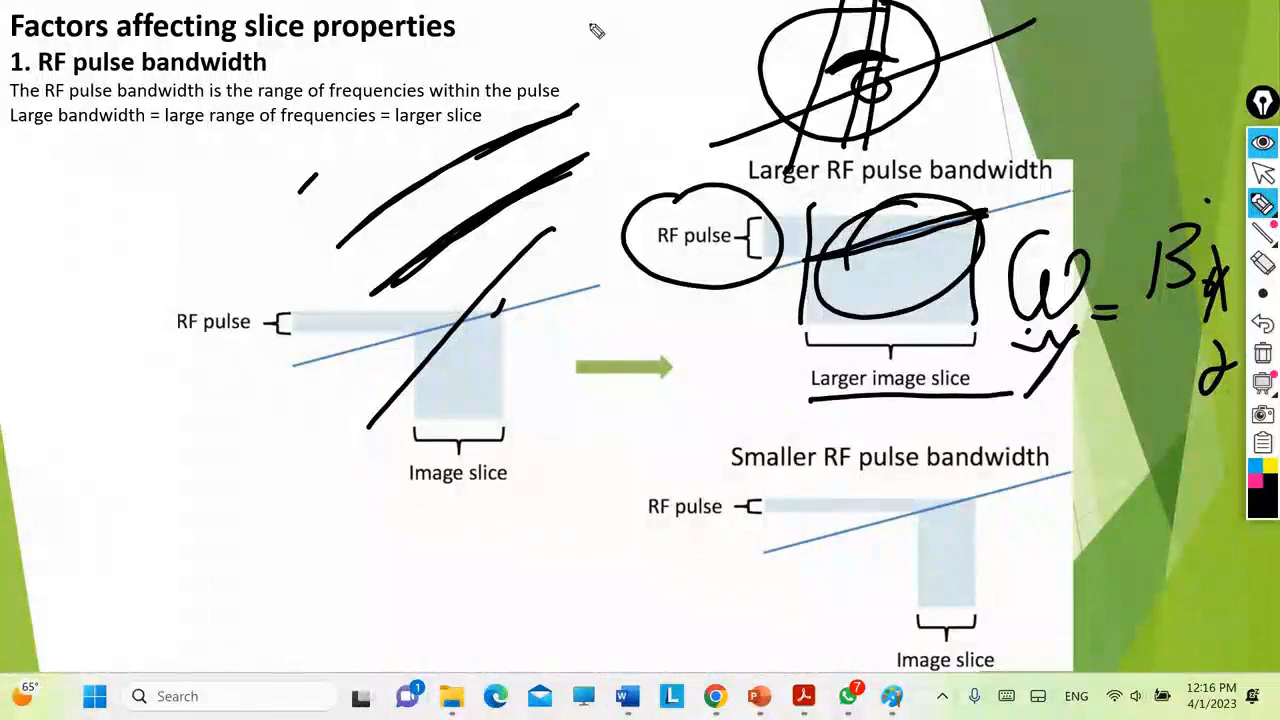 Factors affecting slice properties
1. RF pulse bandwidth
The RF pulse bandwidth is the range of frequencies within the pulse
Large bandwidth = large range of frequencies = larger slice
Larger RF pulse bandwidth
RF pulse
RF pulse
Larger image slice
Image slice
Smaller RF pulse bandwidth
RF pulse
Image slice
65°
Search
1
7
ENG
12:16 PM
4/1/2023